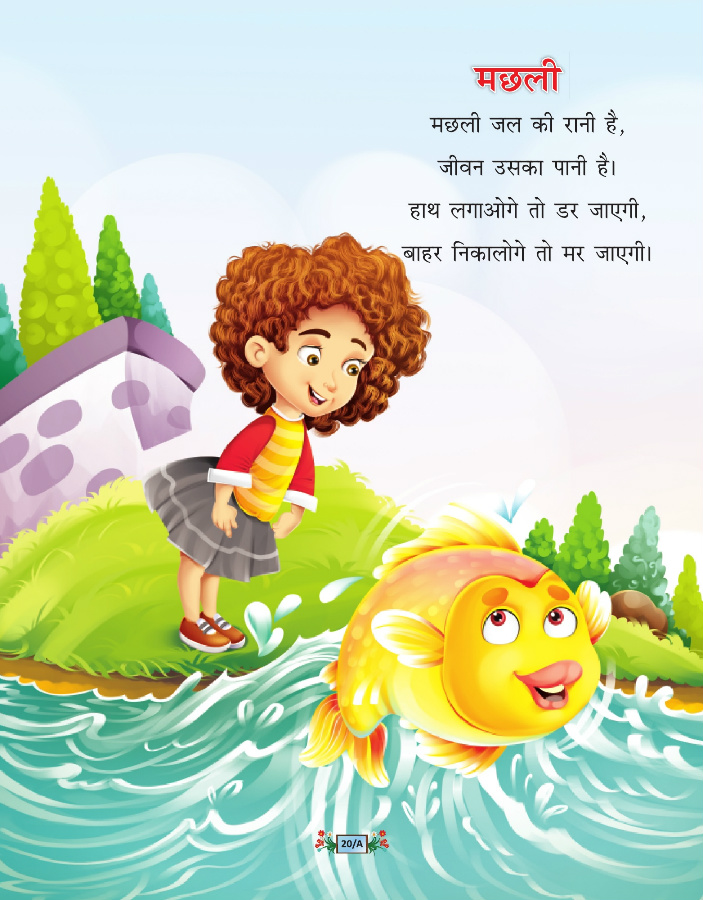 मछली
मछली जल की रानी है,
जीवन उसका पानी है।
हाथ लगाओगे तो डर जाएगी,
बाहर निकालोगे तो मर जाएगी।
20/A